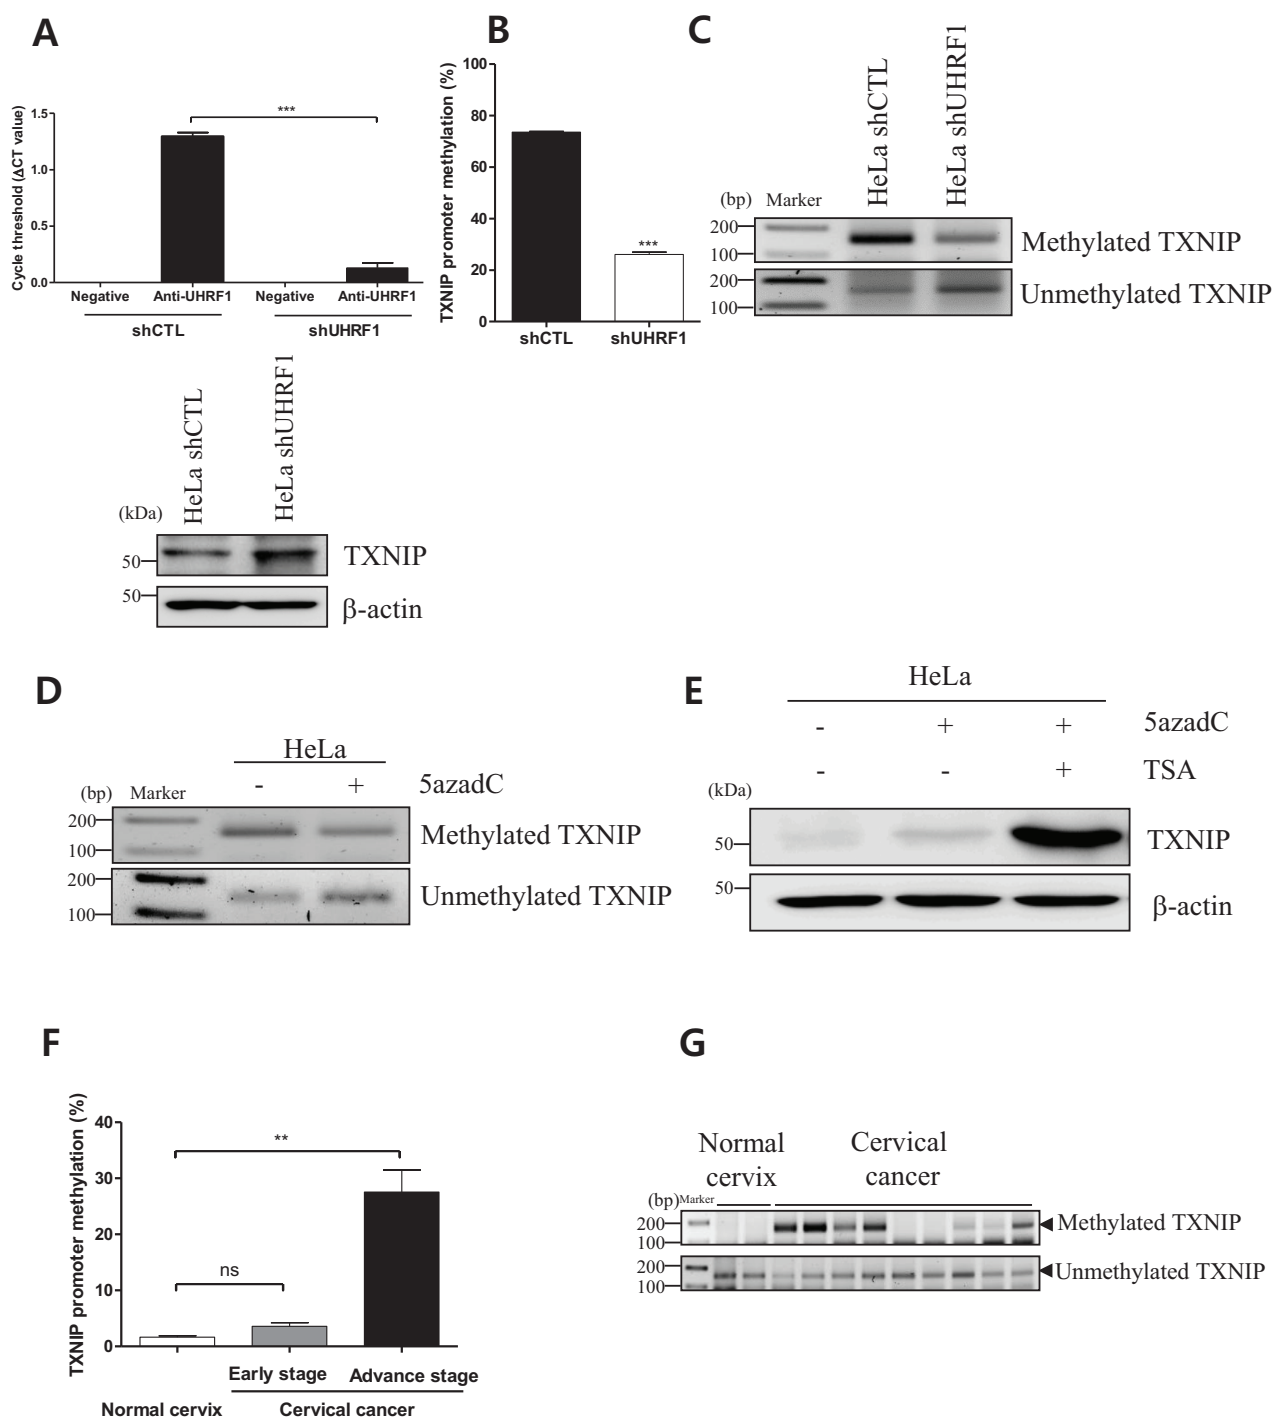 A
Cycle threshold (ΔCT value)
1.5
1.0
0.5
0.0
***
Negative Anti-UHRF1 Negative Anti-UHRF1
shCTL shUHRF1
HeLa shCTL
HeLa shUHRF1
(kDa)
50
TXNIP
50
β-actin
B
TXNIP promoter methylation (%)
100
80
60
40
20
0
***
shCTL shUHRF1
C
HeLa shCTL
HeLa shUHRF1
(bp) Marker
200
100
Methylated TXNIP
200
100
Unmethylated TXNIP
D
HeLa
- + 5azadC
(bp) Marker
200
100
Methylated TXNIP
200
100
Unmethylated TXNIP
E
HeLa
- + + 5azadC
- - + TSA
(kDa)
50
TXNIP
50
β-actin
F
TXNIP promoter methylation (%)
40
30
20
10
0
**
ns
Early stage Advance stage
Normal cervix Cervical cancer
G
Normal cervix
Cervical cancer
(bp) Marker
200
100
Methylated TXNIP
200
100
Unmethylated TXNIP